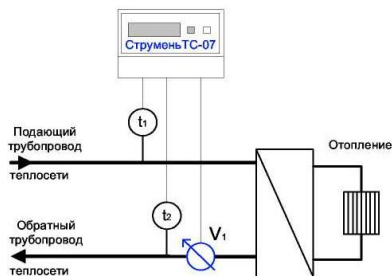 СтруменьТС-07
t1
Подающий
трубопровод
теплосети
Отопление
t2
Обратный
трубопровод
теплосети
V1